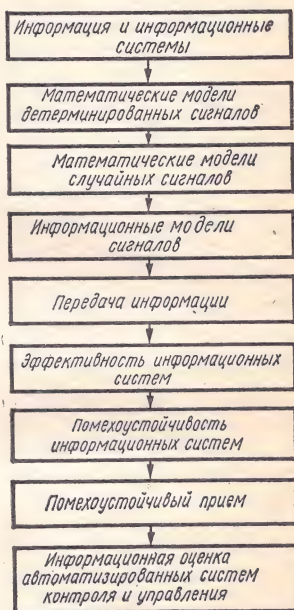 Информация и информационные
системы
Математические модели
детерминированных сигналов
Математические модели
случайных сигналов
Информационные модели
сигналов
Передача информации
Эффективность информационных
систем
Помехоустойчивость
информационных систем
Помехоустойчивый прием
Информационная оценка
автоматизированных систем
контроля и управления